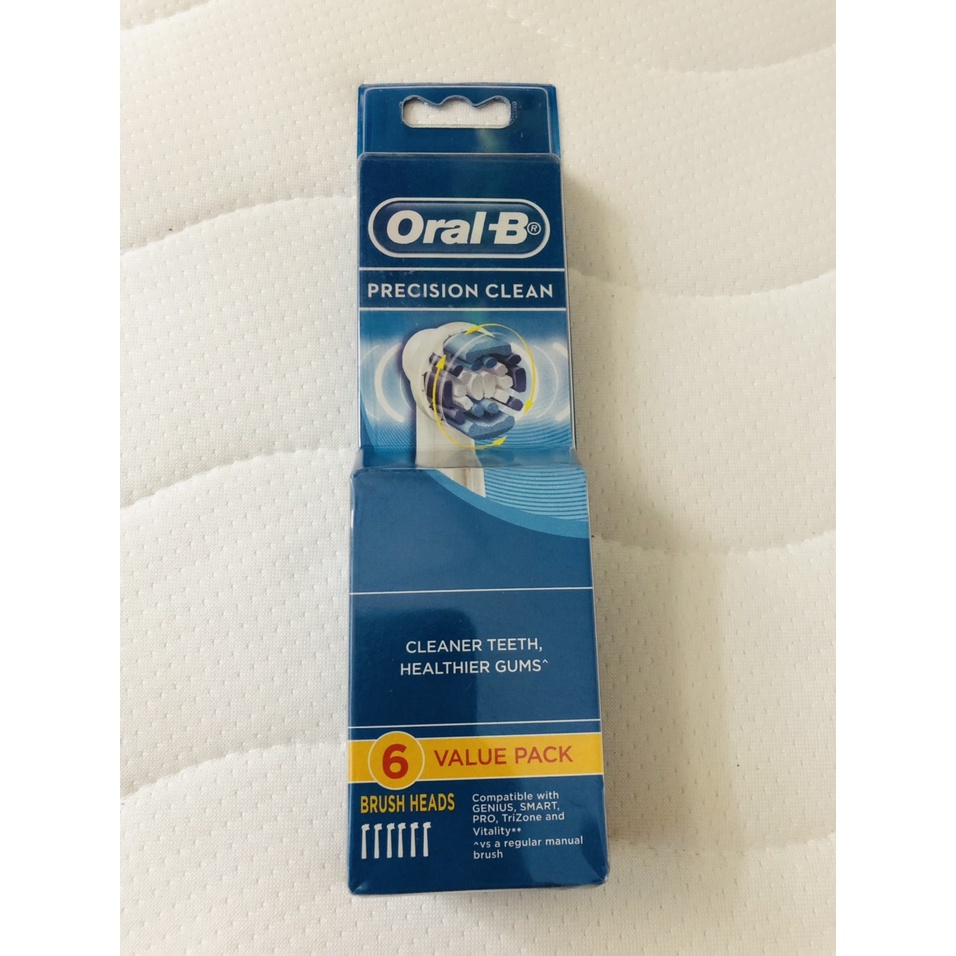 Oral-B®
PRECISION CLEAN
CLEANER TEETH,
HEALTHIER GUMS^
6 VALUE PACK
BRUSH HEADS
Compatible with
GENIUS, SMART,
PRO, TriZone and
Vitality**
^vs a regular manual
brush